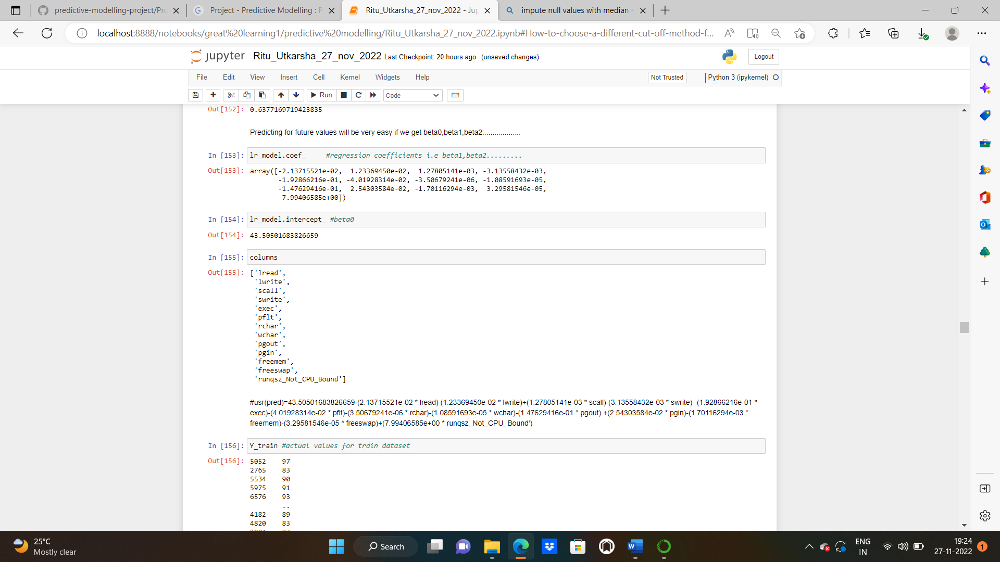 predictive-modelling-project/Pro
Project - Predictive Modelling : P
Ritu_Utkarsha_27_nov_2022 - Jup
impute null values with median -
localhost:8888/notebooks/great%20learning1/predictive%20modelling/Ritu_Utkarsha_27_nov_2022.ipynb#How-to-choose-a-different-cut-off-method-f...
jupyter Ritu_Utkarsha_27_nov_2022 Last Checkpoint: 20 hours ago (unsaved changes)
Logout
File Edit View Insert Cell Kernel Widgets Help
Not Trusted
Python 3 (ipykernel)
Run
Code
Out[152]: 0.6377169719423835
Predicting for future values will be very easy if we get beta0,beta1,beta2...................
In [153]: lr_model.coef_ #regression coefficients i.e beta1,beta2.........
Out[153]: array([-2.13715521e-02, 1.23369450e-02, 1.27805141e-03, -3.13558432e-03,
-1.92866216e-01, -4.01928314e-02, -3.50679241e-06, -1.08591693e-05,
-1.47629416e-01, 2.54303584e-02, -1.70116294e-03, 3.29581546e-05,
7.99406585e+00])
In [154]: lr_model.intercept_ #beta0
Out[154]: 43.50501683826659
In [155]: columns
Out[155]: ['lread',
'lwrite',
'scall',
'swrite',
'exec',
'pflt',
'rchar',
'wchar',
'pgout',
'pgin',
'freemem',
'freeswap',
'runqsz_Not_CPU_Bound']
#usr(pred)=43.50501683826659-(2.13715521e-02 * lread) (1.23369450e-02 * lwrite)+(1.27805141e-03 * scall)-(3.13558432e-03 * swrite)- (1.92866216e-01 *
exec)-(4.01928314e-02 * pflt)-(3.50679241e-06 * rchar)-(1.08591693e-05 * wchar)-(1.47629416e-01 * pgout) +(2.54303584e-02 * pgin)-(1.70116294e-03 *
freemem)-(3.29581546e-05 * freeswap)+(7.99406585e+00 * runqsz_Not_CPU_Bound')
In [156]: Y_train #actual values for train dataset
Out[156]: 5052 97
2765 83
5534 90
5975 91
6576 93
..
4182 89
4820 83
25°C
Mostly clear
Search
ENG
IN
19:24
27-11-2022
1